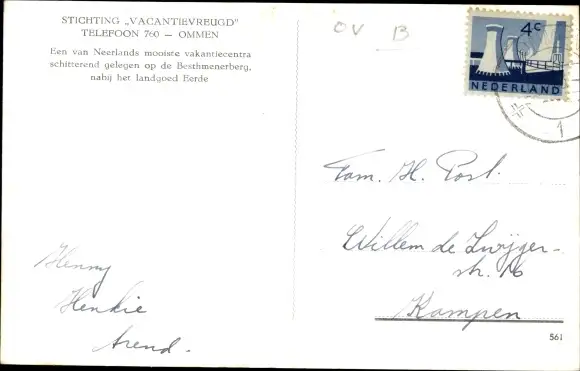 STICHTING „VACANTIEVREUGD"
TELEFOON 760 — OMMEN
Een van Neerlands mooiste vakantiecentra
schitterend gelegen op de Besthmenerberg,
nabij het landgoed Eerde
OV B
4c
NEDERLAND
1
Fam. H. Post.
Willem de Zwijger-
str. 16
Kampen
Henny
Henkie
Arend.
561